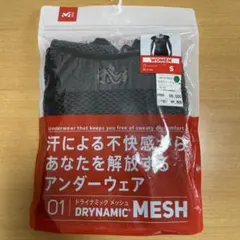 WOMEN
S
Underwear that keeps you free of sweaty discomfort
汗による不快感から
あなたを解放する
アンダーウェア
01
ドライナミック メッシュ
DRYNAMIC MESH